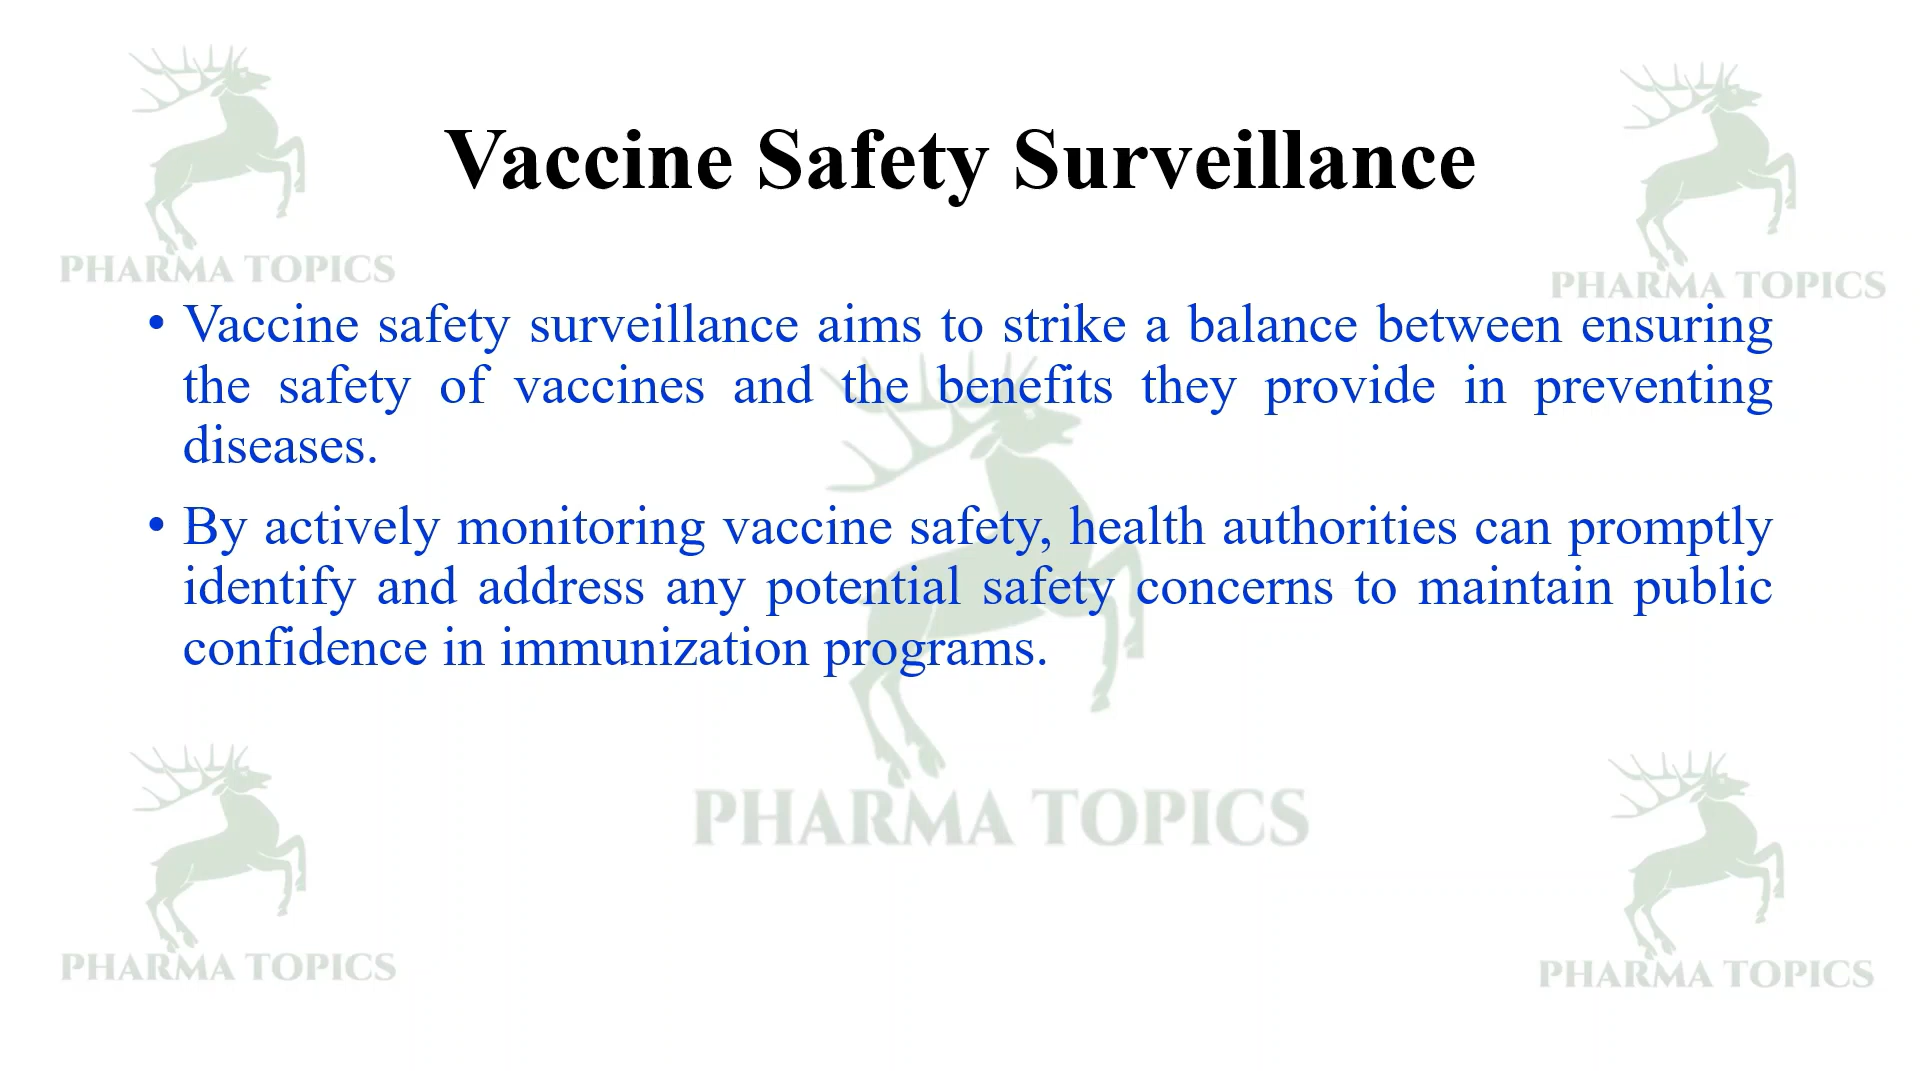 Vaccine Safety Surveillance
PHARMA TOPICS
PHARMA TOPICS
• Vaccine safety surveillance aims to strike a balance between ensuring
the safety of vaccines and the benefits they provide in preventing
diseases.
• By actively monitoring vaccine safety, health authorities can promptly
identify and address any potential safety concerns to maintain public
confidence in immunization programs.
PHARMA TOPICS
PHARMA TOPICS
PHARMA TOPICS